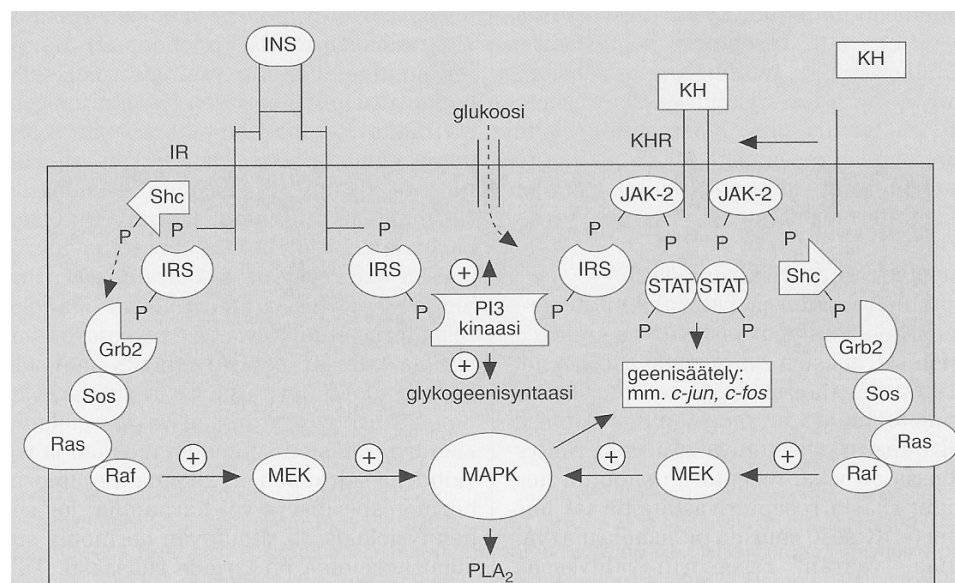 INS
KH
KH
glukoosi
IR
KHR
Shc
JAK-2
JAK-2
P
P
P
P
P
P
P
IRS
IRS
IRS
STAT
STAT
Shc
P
P
P
P
P
P
PI3
kinaasi
+
+
Grb2
Grb2
glykogeenisyntaasi
geenisäätely:
mm. c-jun, c-fos
Sos
Sos
Ras
Ras
Raf
+
MEK
+
MAPK
+
MEK
+
Raf
PLA₂